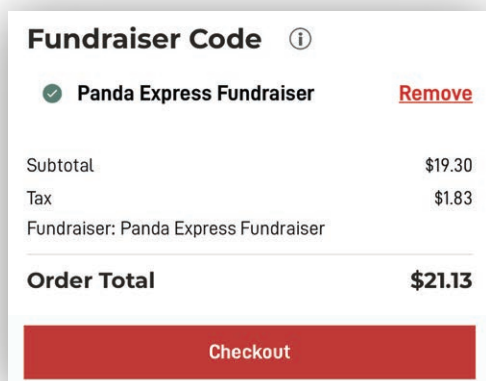 Fundraiser Code
Panda Express Fundraiser Remove
Subtotal $19.30
Tax $1.83
Fundraiser: Panda Express Fundraiser
Order Total $21.13
Checkout